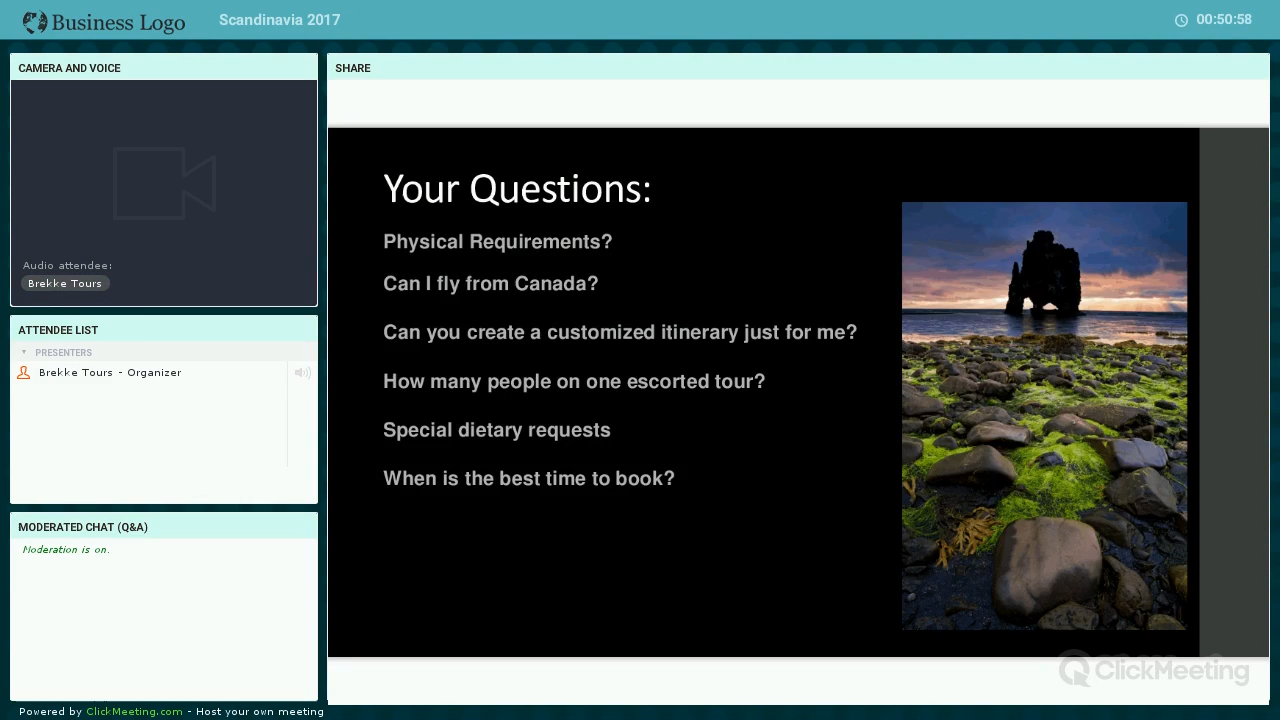 Business Logo
Scandinavia 2017
00:50:58
CAMERA AND VOICE
Audio attendee:
Brekke Tours
ATTENDEE LIST
PRESENTERS
Brekke Tours - Organizer
MODERATED CHAT (Q&A)
Moderation is on.
SHARE
Your Questions:
Physical Requirements?
Can I fly from Canada?
Can you create a customized itinerary just for me?
How many people on one escorted tour?
Special dietary requests
When is the best time to book?
ClickMeeting
Powered by ClickMeeting.com - Host your own meeting